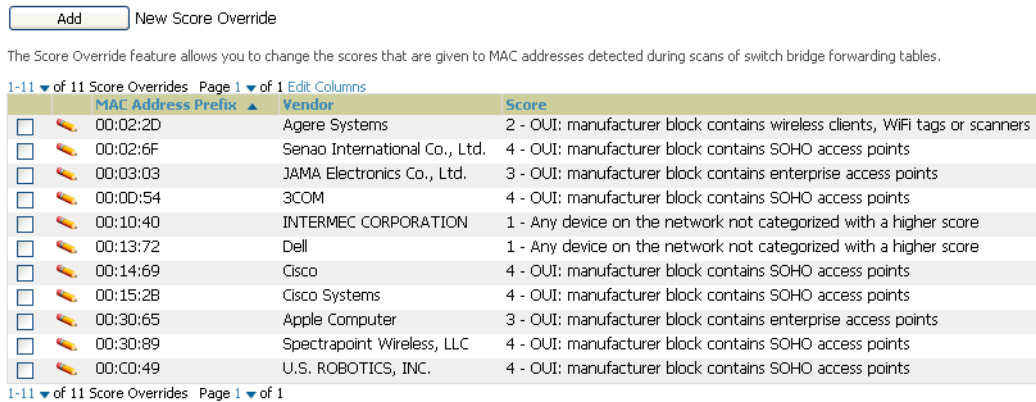 Add New Score Override
The Score Override feature allows you to change the scores that are given to MAC addresses detected during scans of switch bridge forwarding tables.
1-11 of 11 Score Overrides Page 1 of 1 Edit Columns
MAC Address Prefix Vendor Score
00:02:2D Agere Systems 2 - OUI: manufacturer block contains wireless clients, WiFi tags or scanners
00:02:6F Senao International Co., Ltd. 4 - OUI: manufacturer block contains SOHO access points
00:03:03 JAMA Electronics Co., Ltd. 3 - OUI: manufacturer block contains enterprise access points
00:0D:54 3COM 4 - OUI: manufacturer block contains SOHO access points
00:10:40 INTERMEC CORPORATION 1 - Any device on the network not categorized with a higher score
00:13:72 Dell 1 - Any device on the network not categorized with a higher score
00:14:69 Cisco 4 - OUI: manufacturer block contains SOHO access points
00:15:2B Cisco Systems 4 - OUI: manufacturer block contains SOHO access points
00:30:65 Apple Computer 3 - OUI: manufacturer block contains enterprise access points
00:30:89 Spectrapoint Wireless, LLC 4 - OUI: manufacturer block contains SOHO access points
00:C0:49 U.S. ROBOTICS, INC. 4 - OUI: manufacturer block contains SOHO access points
1-11 of 11 Score Overrides Page 1 of 1